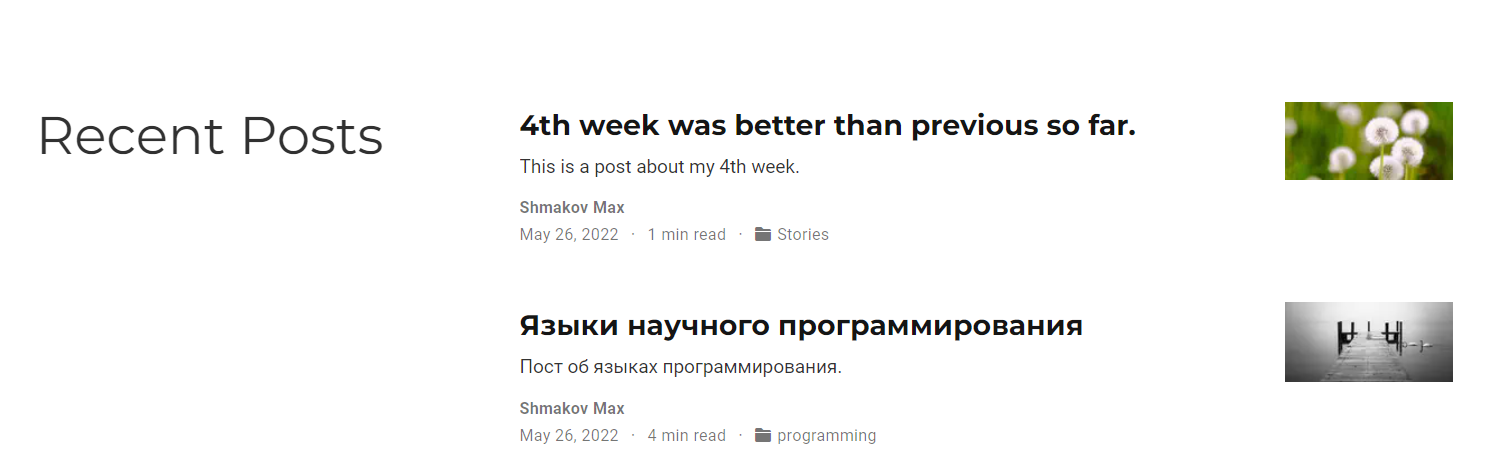 Recent Posts
4th week was better than previous so far.
This is a post about my 4th week.
Shmakov Max
May 26, 2022 · 1 min read · Stories
Языки научного программирования
Пост об языках программирования.
Shmakov Max
May 26, 2022 · 4 min read · programming